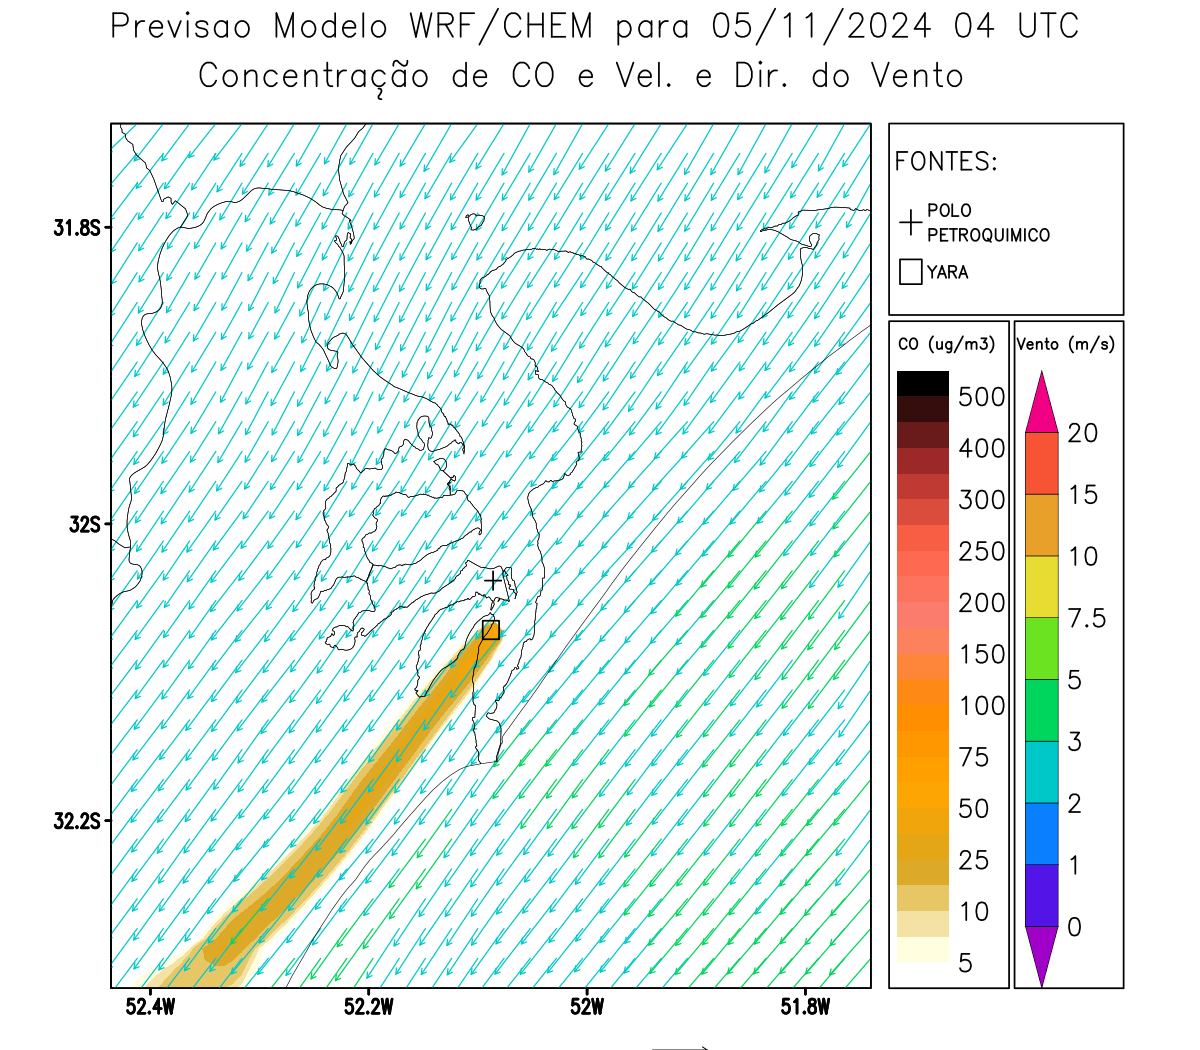 Previsao Modelo WRF/CHEM para 05/11/2024 04 UTC
Concentração de CO e Vel. e Dir. do Vento
FONTES:
POLO
PETROQUIMICO
YARA
31.8S
32S
32.2S
52.4W
52.2W
52W
51.8W
CO (ug/m3)
500
400
300
250
200
150
100
75
50
25
10
5
Vento (m/s)
20
15
10
7.5
5
3
2
1
0